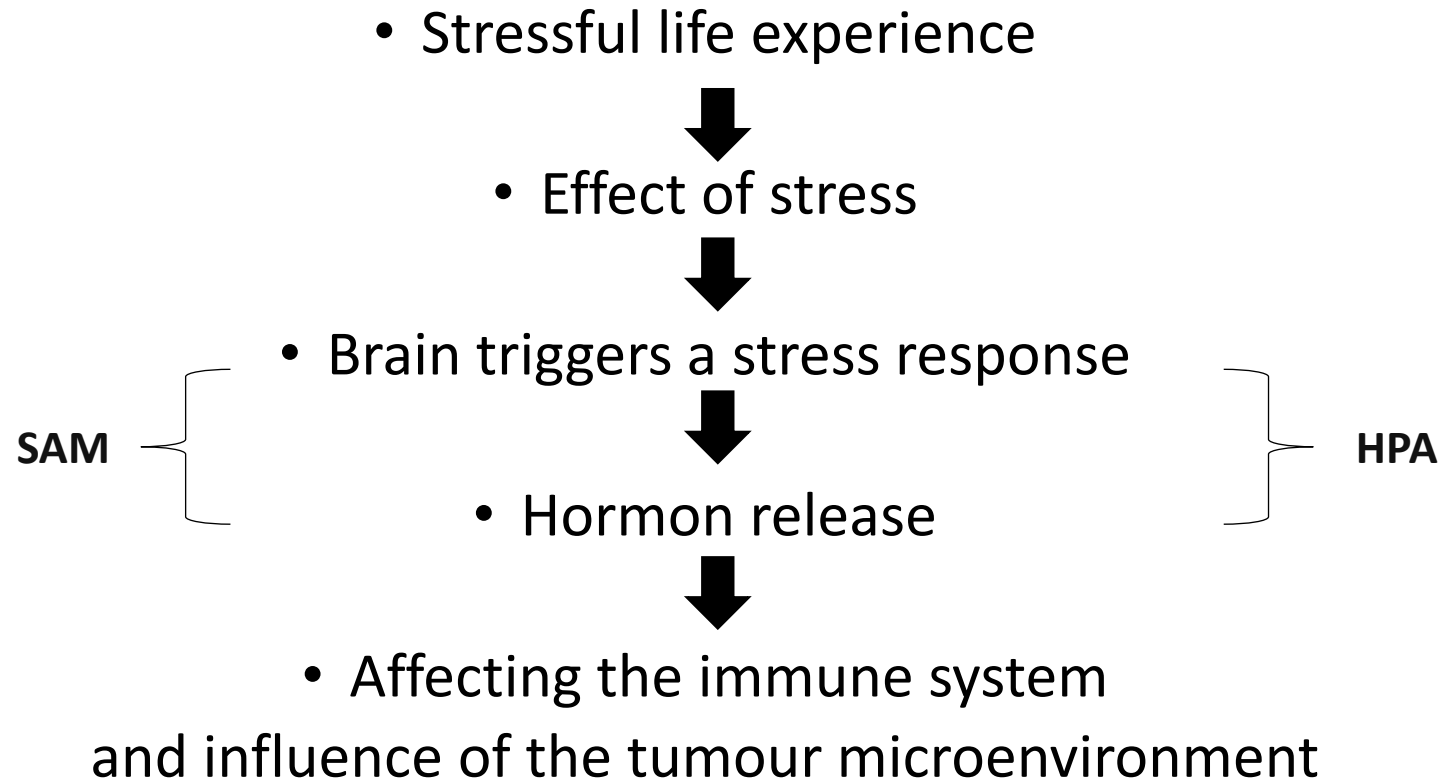 • Stressful life experience
• Effect of stress
• Brain triggers a stress response
SAM
HPA
• Hormon release
• Affecting the immune system
and influence of the tumour microenvironment